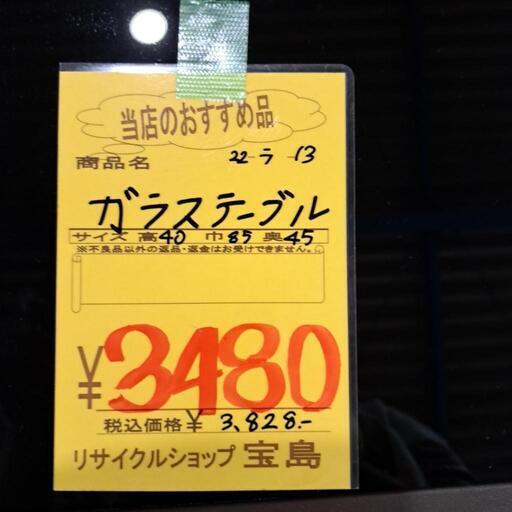 当店のおすすめ品
商品名 22-ラ-13
ガラステーブル
サイズ 高40 巾85 奥45
※不良品以外の返品・返金はお受けできません。
¥3480
税込価格¥ 3,828.-
リサイクルショップ 宝島